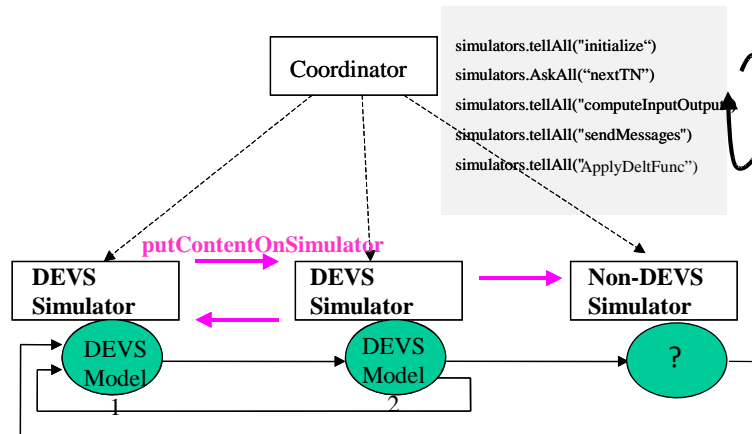 Coordinator
simulators.tellAll("initialize“)
simulators.AskAll(“nextTN”)
simulators.tellAll("computeInputOutput")
simulators.tellAll("sendMessages")
simulators.tellAll("ApplyDeltFunc”)
putContentOnSimulator
DEVS
Simulator
DEVS
Simulator
Non-DEVS
Simulator
DEVS
Model
1
DEVS
Model
2
?